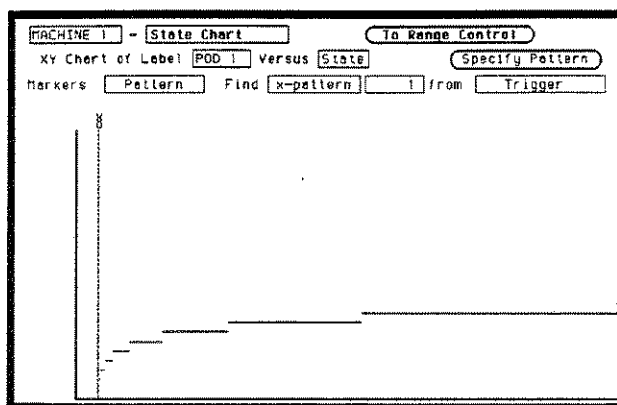 MACHINE 1 - State Chart To Range Control
XY Chart of Label POD 1 Versus State Specify Pattern
Markers Pattern Find x-pattern 1 from Trigger
X
O